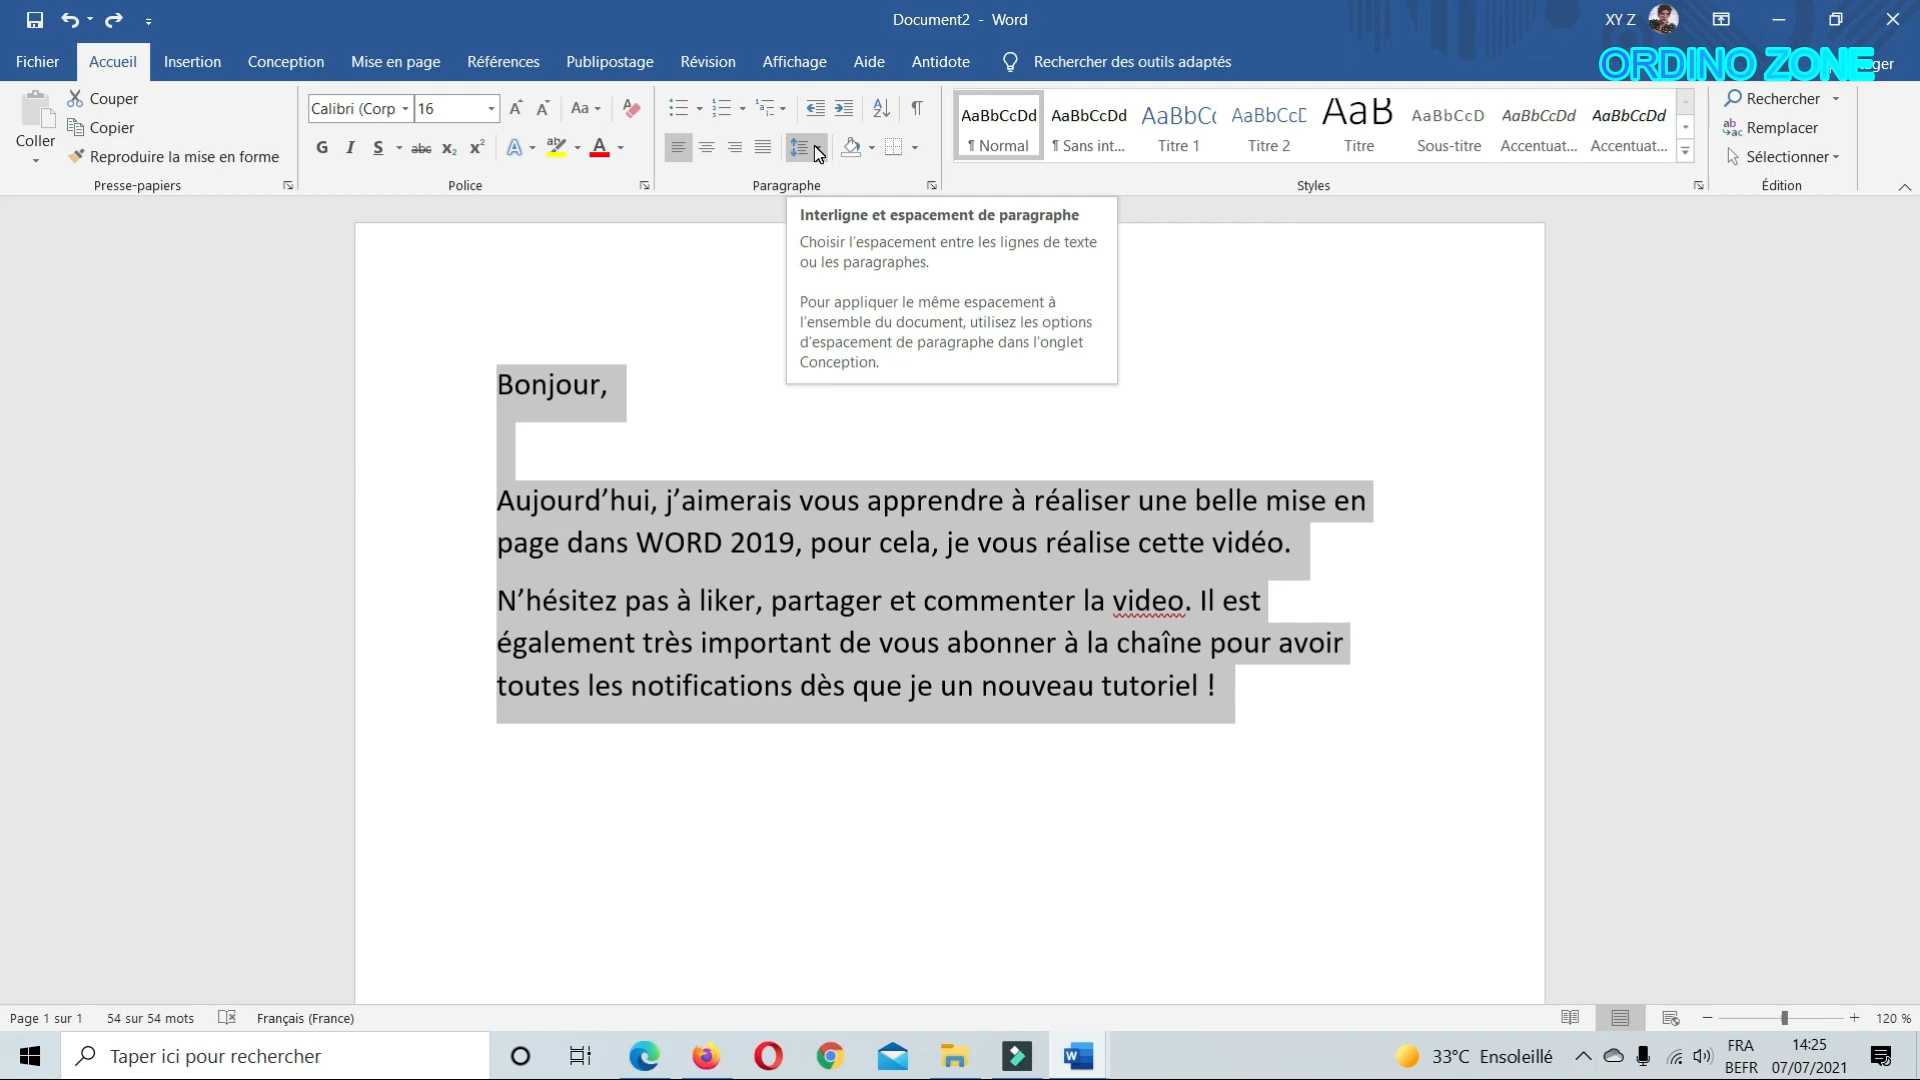 Document2 - Word
XY Z
Fichier Accueil Insertion Conception Mise en page Références Publipostage Révision Affichage Aide Antidote Rechercher des outils adaptés
ORDINO ZONE
Coller
Couper
Copier
Reproduire la mise en forme
Presse-papiers
Calibri (Corp 16
Aa
G I S abc x₂ x² A ab A
Police
Paragraphe
AaBbCcDd AaBbCcDd AaBbCc AaBbCcD AaB AaBbCcD AaBbCcDd AaBbCcDd
¶ Normal ¶ Sans int... Titre 1 Titre 2 Titre Sous-titre Accentuat... Accentuat...
Styles
Rechercher
Remplacer
Sélectionner
Édition
Interligne et espacement de paragraphe
Choisir l'espacement entre les lignes de texte
ou les paragraphes.
Pour appliquer le même espacement à
l'ensemble du document, utilisez les options
d'espacement de paragraphe dans l'onglet
Conception.
Bonjour,
Aujourd’hui, j’aimerais vous apprendre à réaliser une belle mise en
page dans WORD 2019, pour cela, je vous réalise cette vidéo.
N’hésitez pas à liker, partager et commenter la video. Il est
également très important de vous abonner à la chaîne pour avoir
toutes les notifications dès que je un nouveau tutoriel !
Page 1 sur 1 54 sur 54 mots Français (France)
120 %
Taper ici pour rechercher
33°C Ensoleillé
FRA
BEFR
14:25
07/07/2021